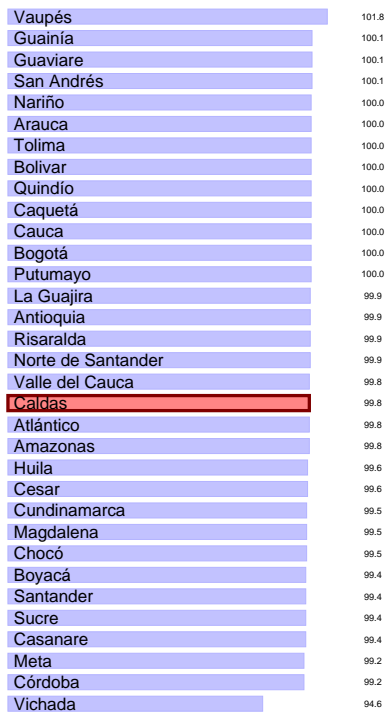 Vaupés 101.8
Guainía 100.1
Guaviare 100.1
San Andrés 100.1
Nariño 100.0
Arauca 100.0
Tolima 100.0
Bolivar 100.0
Quindío 100.0
Caquetá 100.0
Cauca 100.0
Bogotá 100.0
Putumayo 100.0
La Guajira 99.9
Antioquia 99.9
Risaralda 99.9
Norte de Santander 99.9
Valle del Cauca 99.8
Caldas 99.8
Atlántico 99.8
Amazonas 99.8
Huila 99.6
Cesar 99.6
Cundinamarca 99.5
Magdalena 99.5
Chocó 99.5
Boyacá 99.4
Santander 99.4
Sucre 99.4
Casanare 99.4
Meta 99.2
Córdoba 99.2
Vichada 94.6